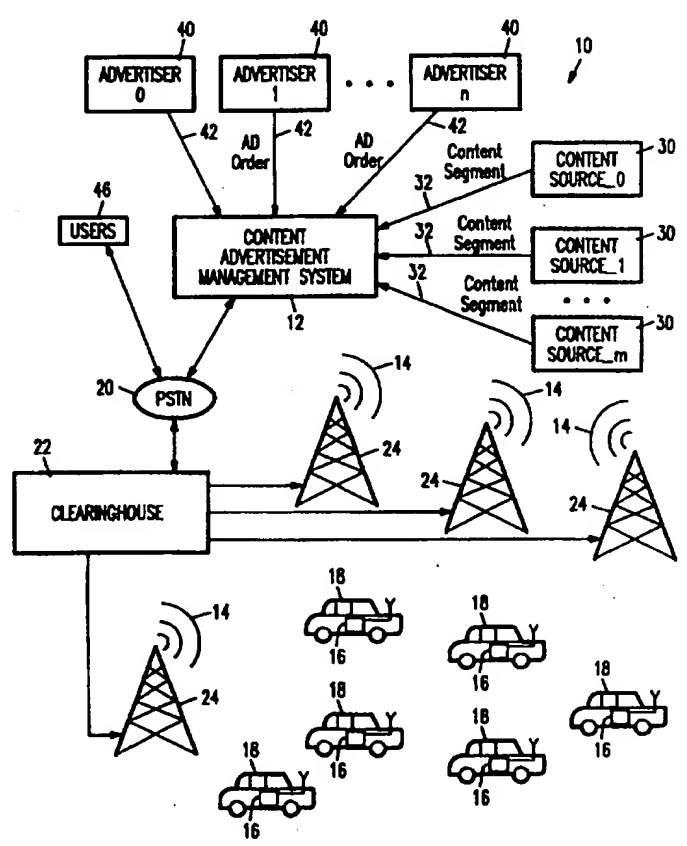 40 40 40
ADVERTISER 0
ADVERTISER 1
. . .
ADVERTISER n
10
42 AD Order
42 AD Order
42
Content Segment
32
CONTENT SOURCE_0
30
46
USERS
CONTENT ADVERTISEMENT MANAGEMENT SYSTEM
12
32
Content Segment
CONTENT SOURCE_1
30
. . .
32
Content Segment
CONTENT SOURCE_m
30
20
PSTN
14
14
14
22
CLEARINGHOUSE
24
24
24
14
24
18
16
18
16
18
16
18
16
18
16
18
16